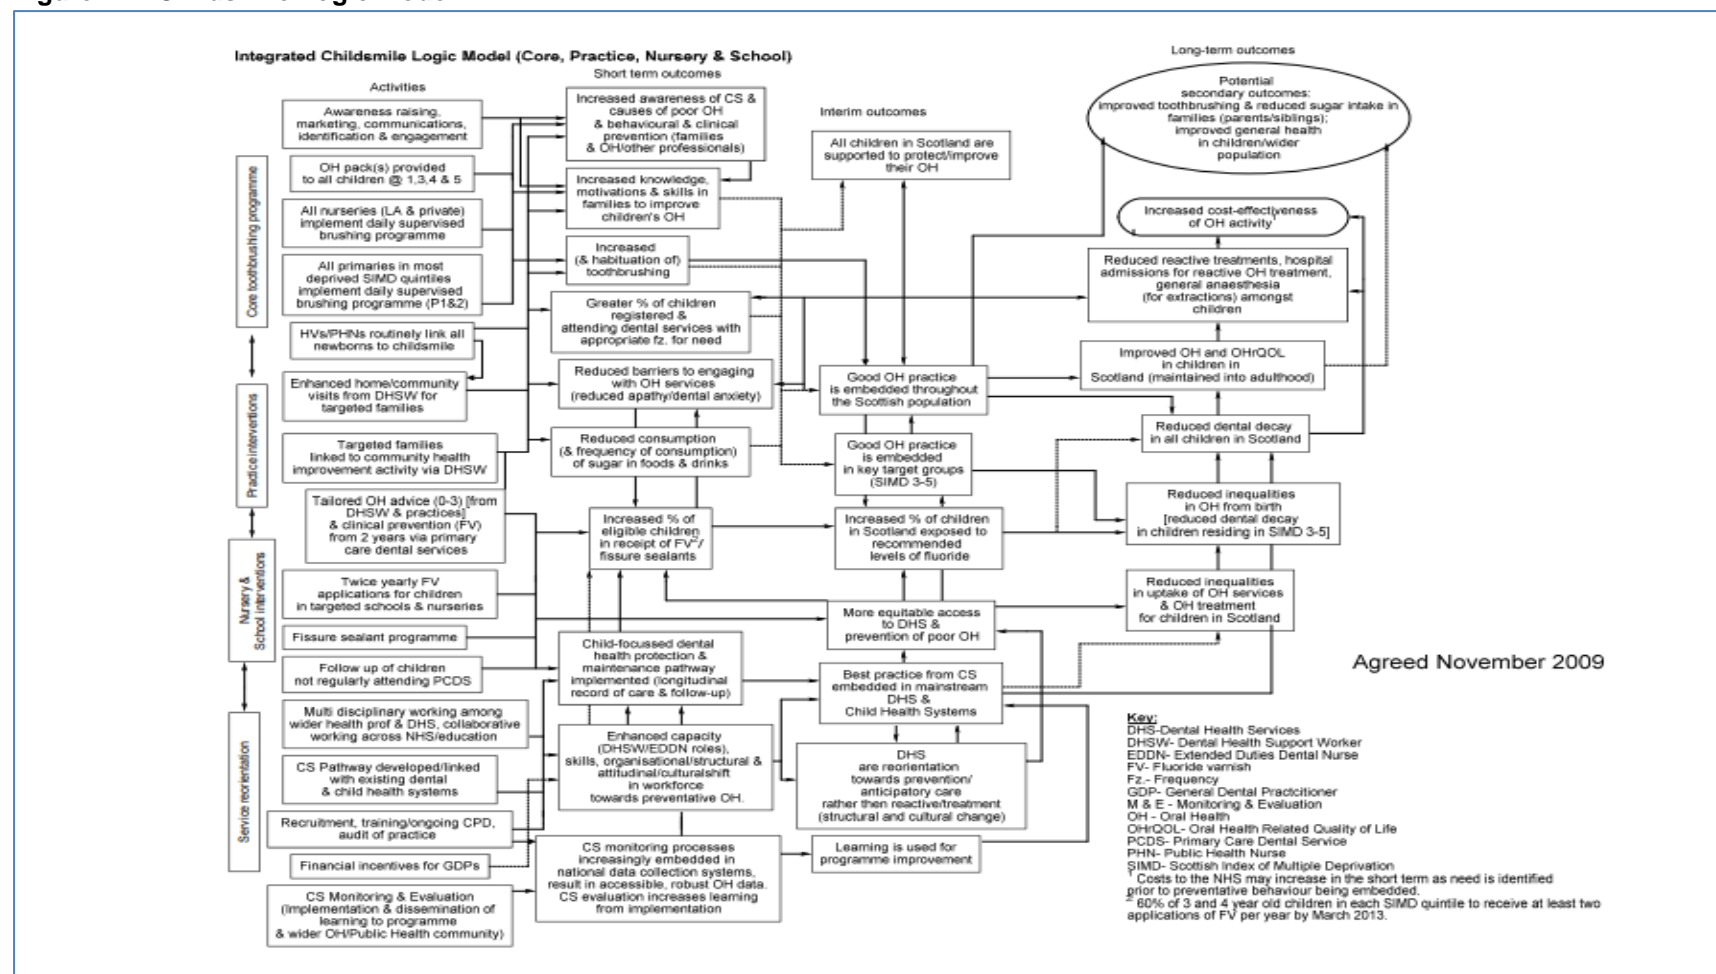 Integrated Childsmile Logic Model (Core, Practice, Nursery & School)
Activities
Short term outcomes
Interim outcomes
Long-term outcomes
Core toothbrushing programme
Practice interventions
Nursery &
School interventions
Service reorientation
Awareness raising,
marketing, communications,
identification & engagement
OH pack(s) provided
to all children @ 1,3,4 & 5
All nurseries (LA & private)
implement daily supervised
brushing programme
All primaries in most
deprived SIMD quintiles
implement daily supervised
brushing programme (P1&2)
HVs/PHNs routinely link all
newborns to childsmile
Enhanced home/community
visits from DHSW for
targeted families
Targeted families
linked to community health
improvement activity via DHSW
Tailored OH advice (0-3) [from
DHSW & practices]
& clinical prevention (FV)
from 2 years via primary
care dental services
Twice yearly FV
applications for children
in targeted schools & nurseries
Fissure sealant programme
Follow up of children
not regularly attending PCDS
Multi disciplinary working among
wider health prof & DHS, collaborative
working across NHS/education
CS Pathway developed/linked
with existing dental
& child health systems
Recruitment, training/ongoing CPD,
audit of practice
Financial incentives for GDPs
CS Monitoring & Evaluation
(Implementation & dissemination of
learning to programme
& wider OH/Public Health community)
Increased awareness of CS &
causes of poor OH
& behavioural & clinical
prevention (families
& OH/other professionals)
Increased knowledge,
motivations & skills in
families to improve
children's OH
Increased
(& habituation of)
toothbrushing
Greater % of children
registered &
attending dental services with
appropriate fz. for need
Reduced barriers to engaging
with OH services
(reduced apathy/dental anxiety)
Reduced consumption
(& frequency of consumption)
of sugar in foods & drinks
Increased % of
eligible children
in receipt of FV2/
fissure sealants
Child-focussed dental
health protection &
maintenance pathway
implemented (longitudinal
record of care & follow-up)
Enhanced capacity
(DHSW/EDDN roles),
skills, organisational/structural &
attitudinal/culturalshift
in workforce
towards preventative OH.
CS monitoring processes
increasingly embedded in
national data collection systems,
result in accessible, robust OH data.
CS evaluation increases learning
from implementation
All children in Scotland are
supported to protect/improve
their OH
Good OH practice
is embedded throughout
the Scottish population
Good OH practice
is embedded
in key target groups
(SIMD 3-5)
Increased % of children
in Scotland exposed to
recommended
levels of fluoride
More equitable access
to DHS &
prevention of poor OH
Best practice from CS
embedded in mainstream
DHS &
Child Health Systems
DHS
are reorientation
towards prevention/
anticipatory care
rather then reactive/treatment
(structural and cultural change)
Learning is used for
programme improvement
Potential
secondary outcomes:
improved toothbrushing & reduced sugar intake in
families (parents/siblings);
improved general health
in children/wider
population
Increased cost-effectiveness
of OH activity1
Reduced reactive treatments, hospital
admissions for reactive OH treatment,
general anaesthesia
(for extractions) amongst
children
Improved OH and OHrQOL
in children in
Scotland (maintained into adulthood)
Reduced dental decay
in all children in Scotland
Reduced inequalities
in OH from birth
[reduced dental decay
in children residing in SIMD 3-5]
Reduced inequalities
in uptake of OH services
& OH treatment
for children in Scotland
Agreed November 2009
Key:
DHS-Dental Health Services
DHSW- Dental Health Support Worker
EDDN- Extended Duties Dental Nurse
FV- Fluoride varnish
Fz.- Frequency
GDP- General Dental Practcitioner
M & E - Monitoring & Evaluation
OH - Oral Health
OHrQOL- Oral Health Related Quality of Life
PCDS- Primary Care Dental Service
PHN- Public Health Nurse
SIMD- Scottish Index of Multiple Deprivation
1 Costs to the NHS may increase in the short term as need is identified
prior to preventative behaviour being embedded.
2 60% of 3 and 4 year old children in each SIMD quintile to receive at least two
applications of FV per year by March 2013.